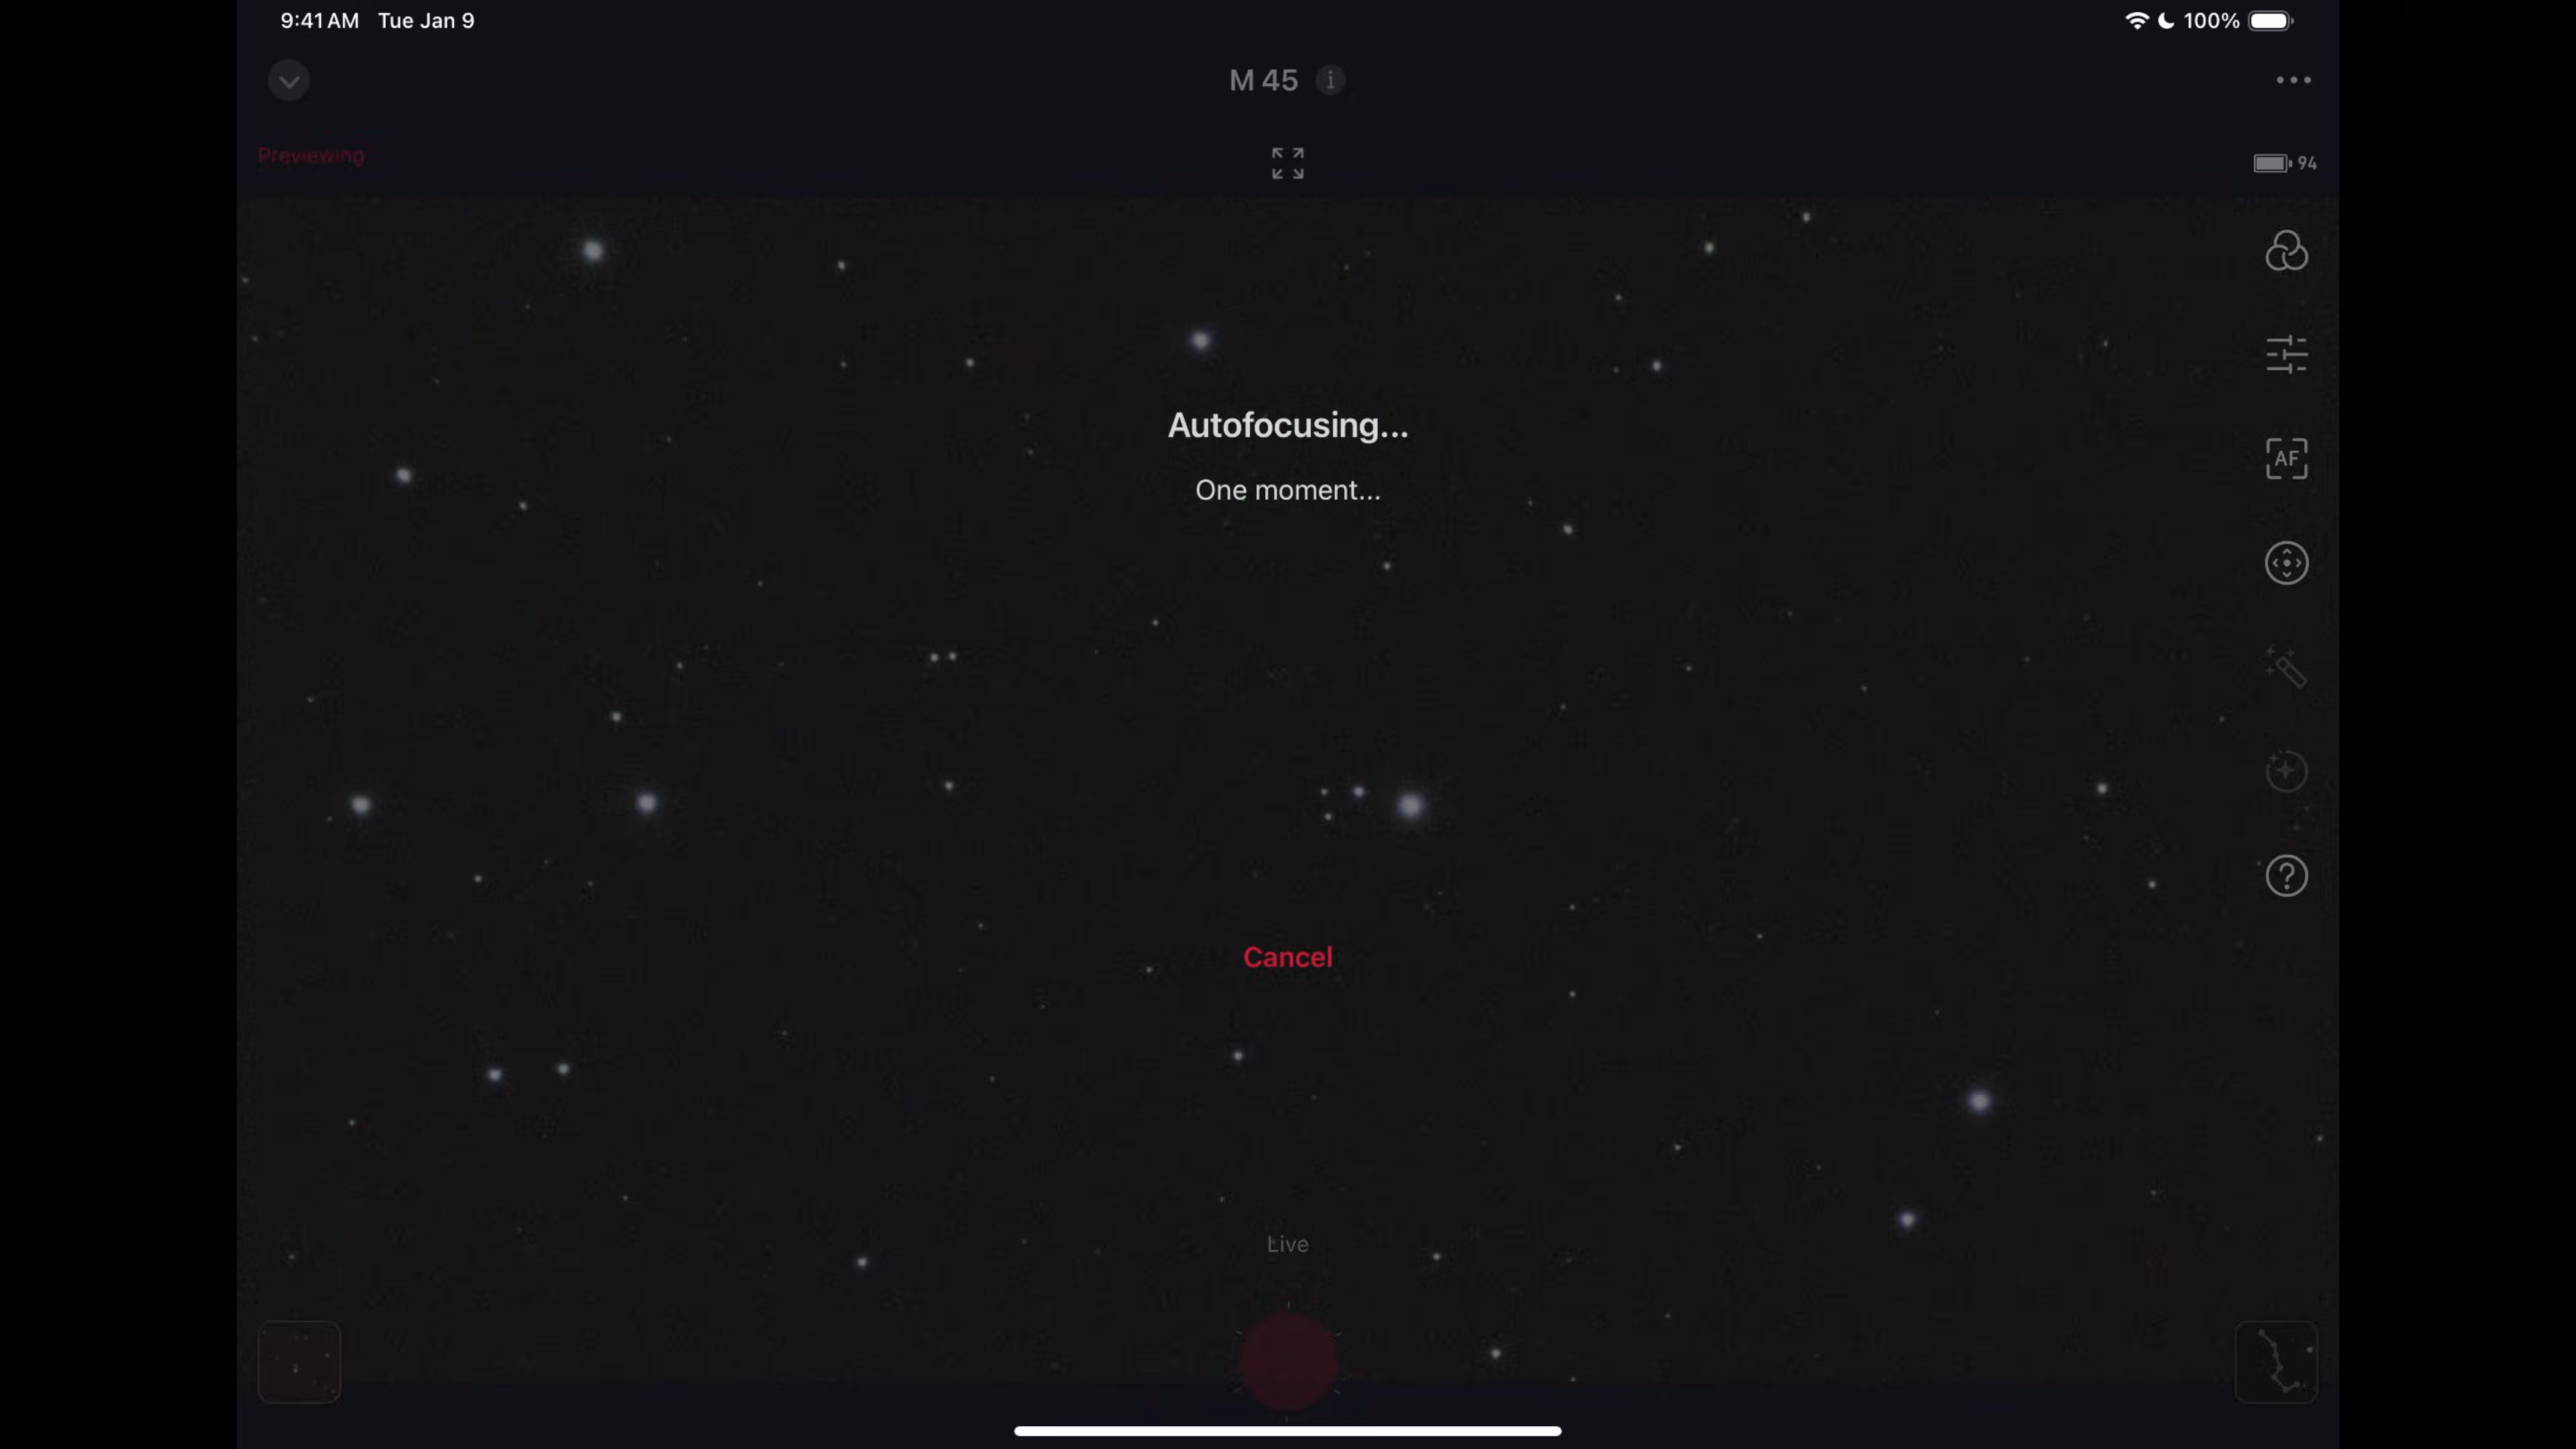 9:41 AM Tue Jan 9
100%
M 45
Previewing
94
Autofocusing...
AF
One moment...
Cancel
Live